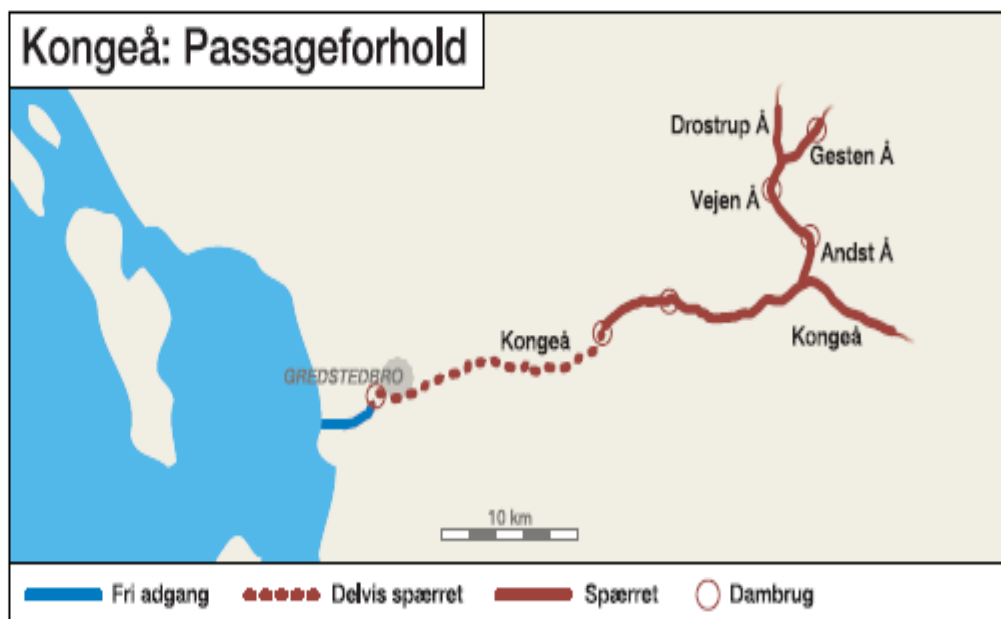 Kongeå: Passageforhold
Drostrup Å
Gesten Å
Vejen Å
Andst Å
Kongeå
Kongeå
GREDSTEDBRO
10 km
Fri adgang
Delvis spærret
Spærret
Dambrug